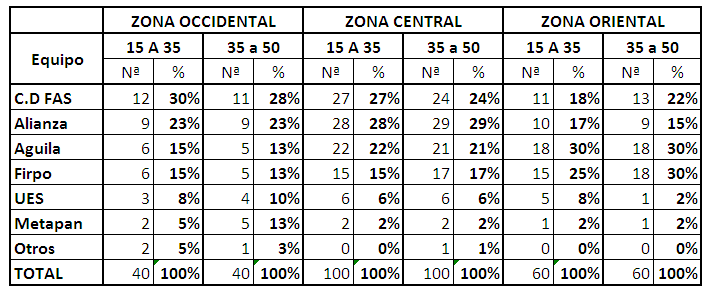 ZONA OCCIDENTAL ZONA CENTRAL ZONA ORIENTAL
Equipo 15 A 35 35 a 50 15 A 35 35 a 50 15 A 35 35 a 50
Nª % Nª % Nª % Nª % Nª % Nª %
C.D FAS 12 30% 11 28% 27 27% 24 24% 11 18% 13 22%
Alianza 9 23% 9 23% 28 28% 29 29% 10 17% 9 15%
Aguila 6 15% 5 13% 22 22% 21 21% 18 30% 18 30%
Firpo 6 15% 5 13% 15 15% 17 17% 15 25% 18 30%
UES 3 8% 4 10% 6 6% 6 6% 5 8% 1 2%
Metapan 2 5% 5 13% 2 2% 2 2% 1 2% 1 2%
Otros 2 5% 1 3% 0 0% 1 1% 0 0% 0 0%
TOTAL 40 100% 40 100% 100 100% 100 100% 60 100% 60 100%